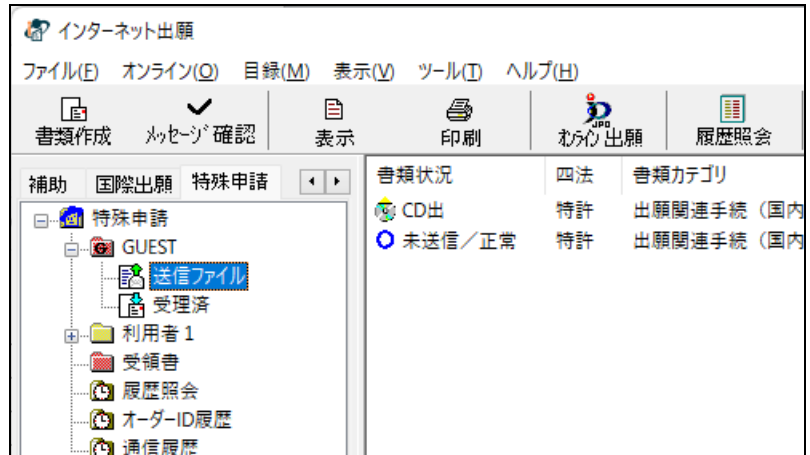 インターネット出願
ファイル(F) オンライン(O) 目録(M) 表示(V) ツール(T) ヘルプ(H)
書類作成 メッセージ確認 表示 印刷 オンライン出願 履歴照会
JPO
補助 国際出願 特殊申請
書類状況 四法 書類カテゴリ
特殊申請
CD出 特許 出願関連手続（国内
GUEST
未送信／正常 特許 出願関連手続（国内
送信ファイル
受理済
利用者1
受領書
履歴照会
オーダーID履歴
通信履歴